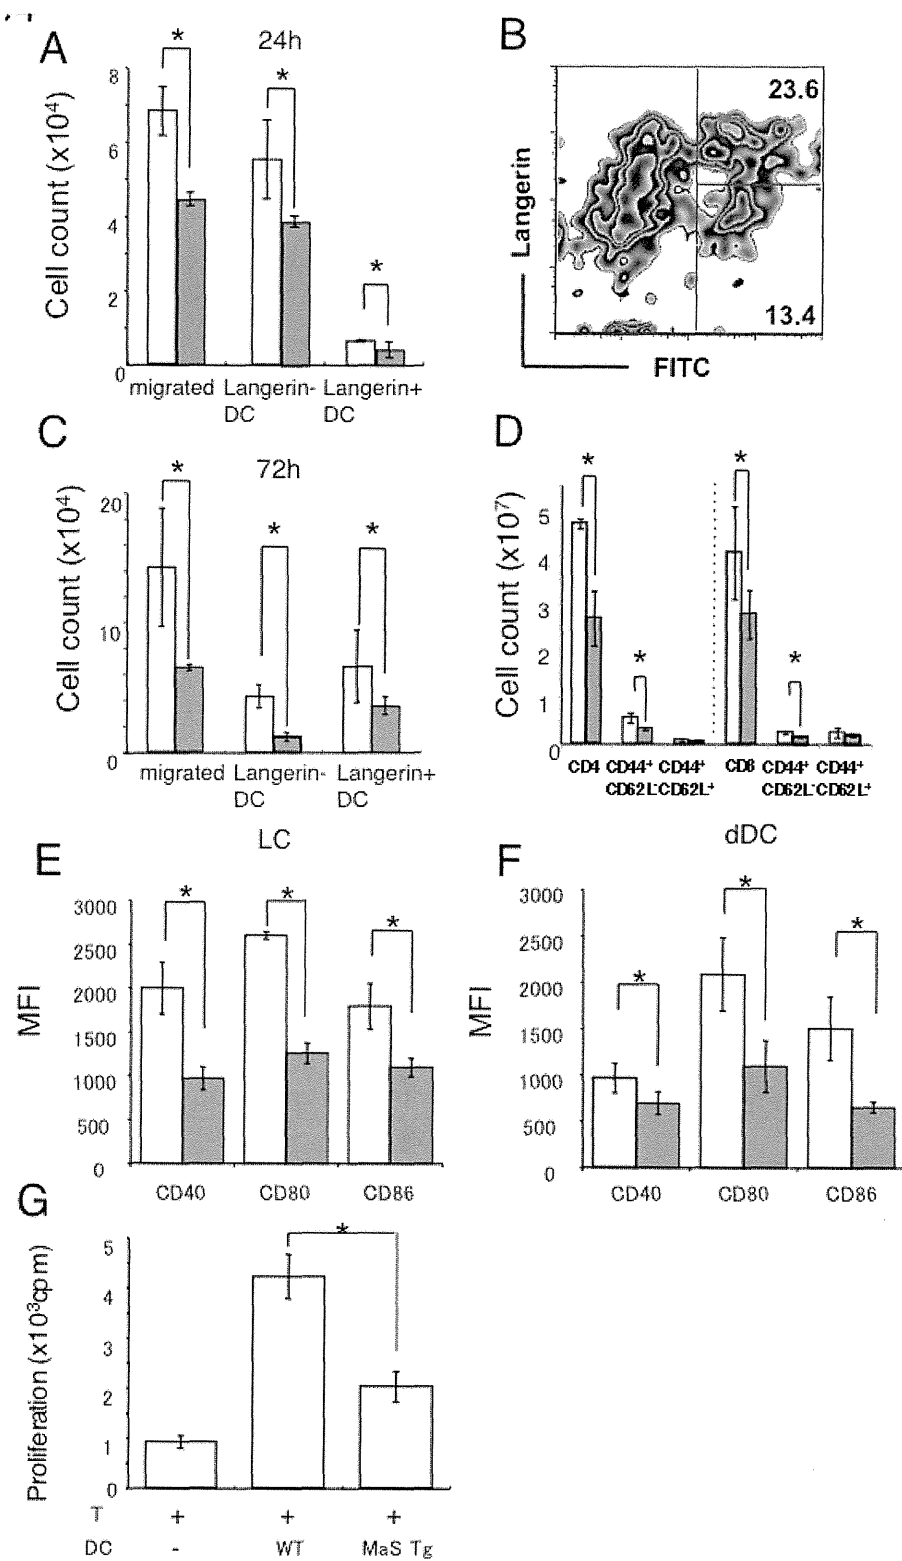 A
24h
*
*
*
Cell count (x10⁴)
8
6
4
2
0
migrated Langerin- Langerin+
DC DC
B
Langerin
23.6
13.4
FITC
C
72h
*
*
*
Cell count (x10⁴)
20
10
0
migrated Langerin- Langerin+
DC DC
D
*
*
*
*
Cell count (x10⁷)
5
4
3
2
1
0
CD4 CD44⁺ CD44⁺ CD8 CD44⁺ CD44⁺
CD62L⁻ CD62L⁺ CD62L⁻ CD62L⁺
E
LC
*
*
*
MFI
3000
2500
2000
1500
1000
500
0
CD40 CD80 CD86
F
dDC
*
*
*
MFI
3000
2500
2000
1500
1000
500
0
CD40 CD80 CD86
G
*
Proliferation (x10³cpm)
5
4
3
2
1
0
T + + +
DC - WT MaS Tg